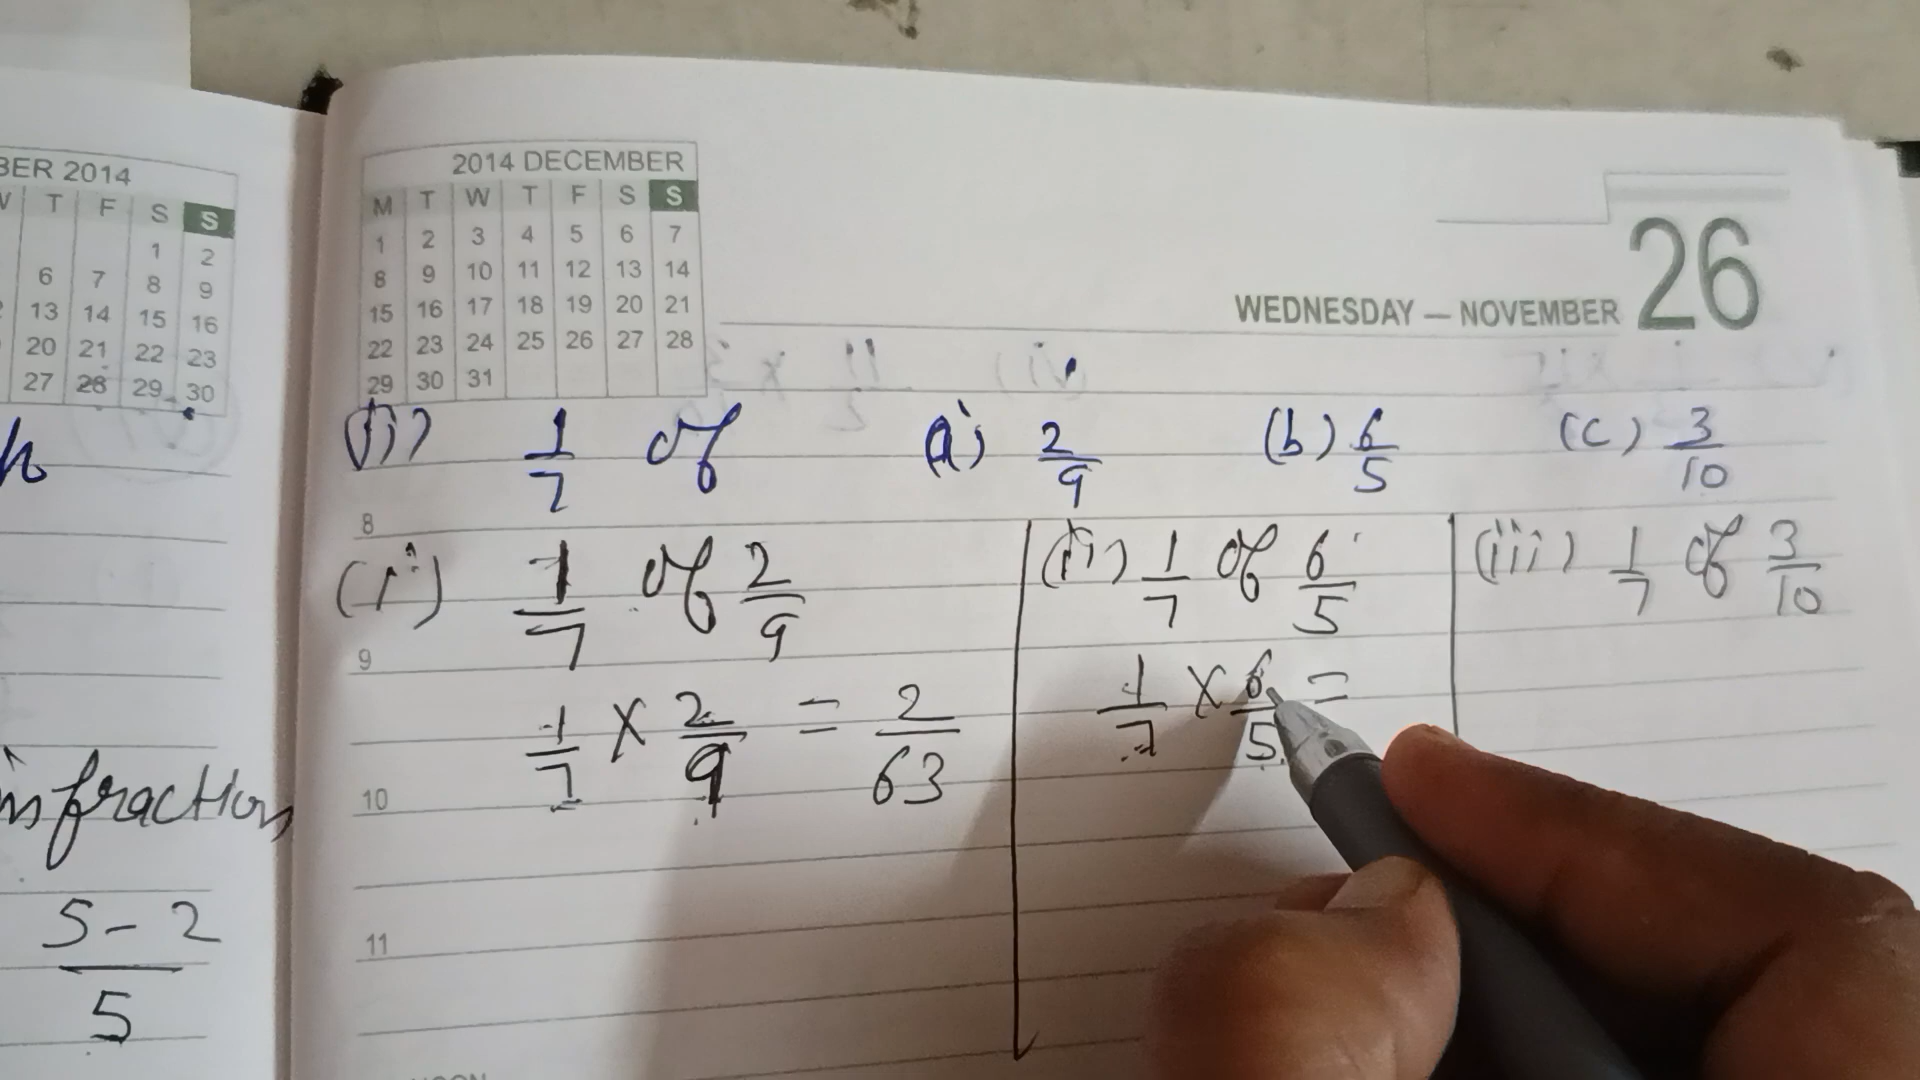 BER 2014
T F S S
1 2
6 7 8 9
13 14 15 16
20 21 22 23
27 28 29 30
2014 DECEMBER
M T W T F S S
1 2 3 4 5 6 7
8 9 10 11 12 13 14
15 16 17 18 19 20 21
22 23 24 25 26 27 28
29 30 31
WEDNESDAY — NOVEMBER 26
(ii) 1/7 of (a) 2/9 (b) 6/5 (c) 3/10
8
(i) 1/7 of 2/9
(ii) 1/7 of 6/5
(iii) 1/7 of 3/10
9
1/7 × 2/9 = 2/63
1/7 × 6/5 =
10
11
fraction
5-2/5